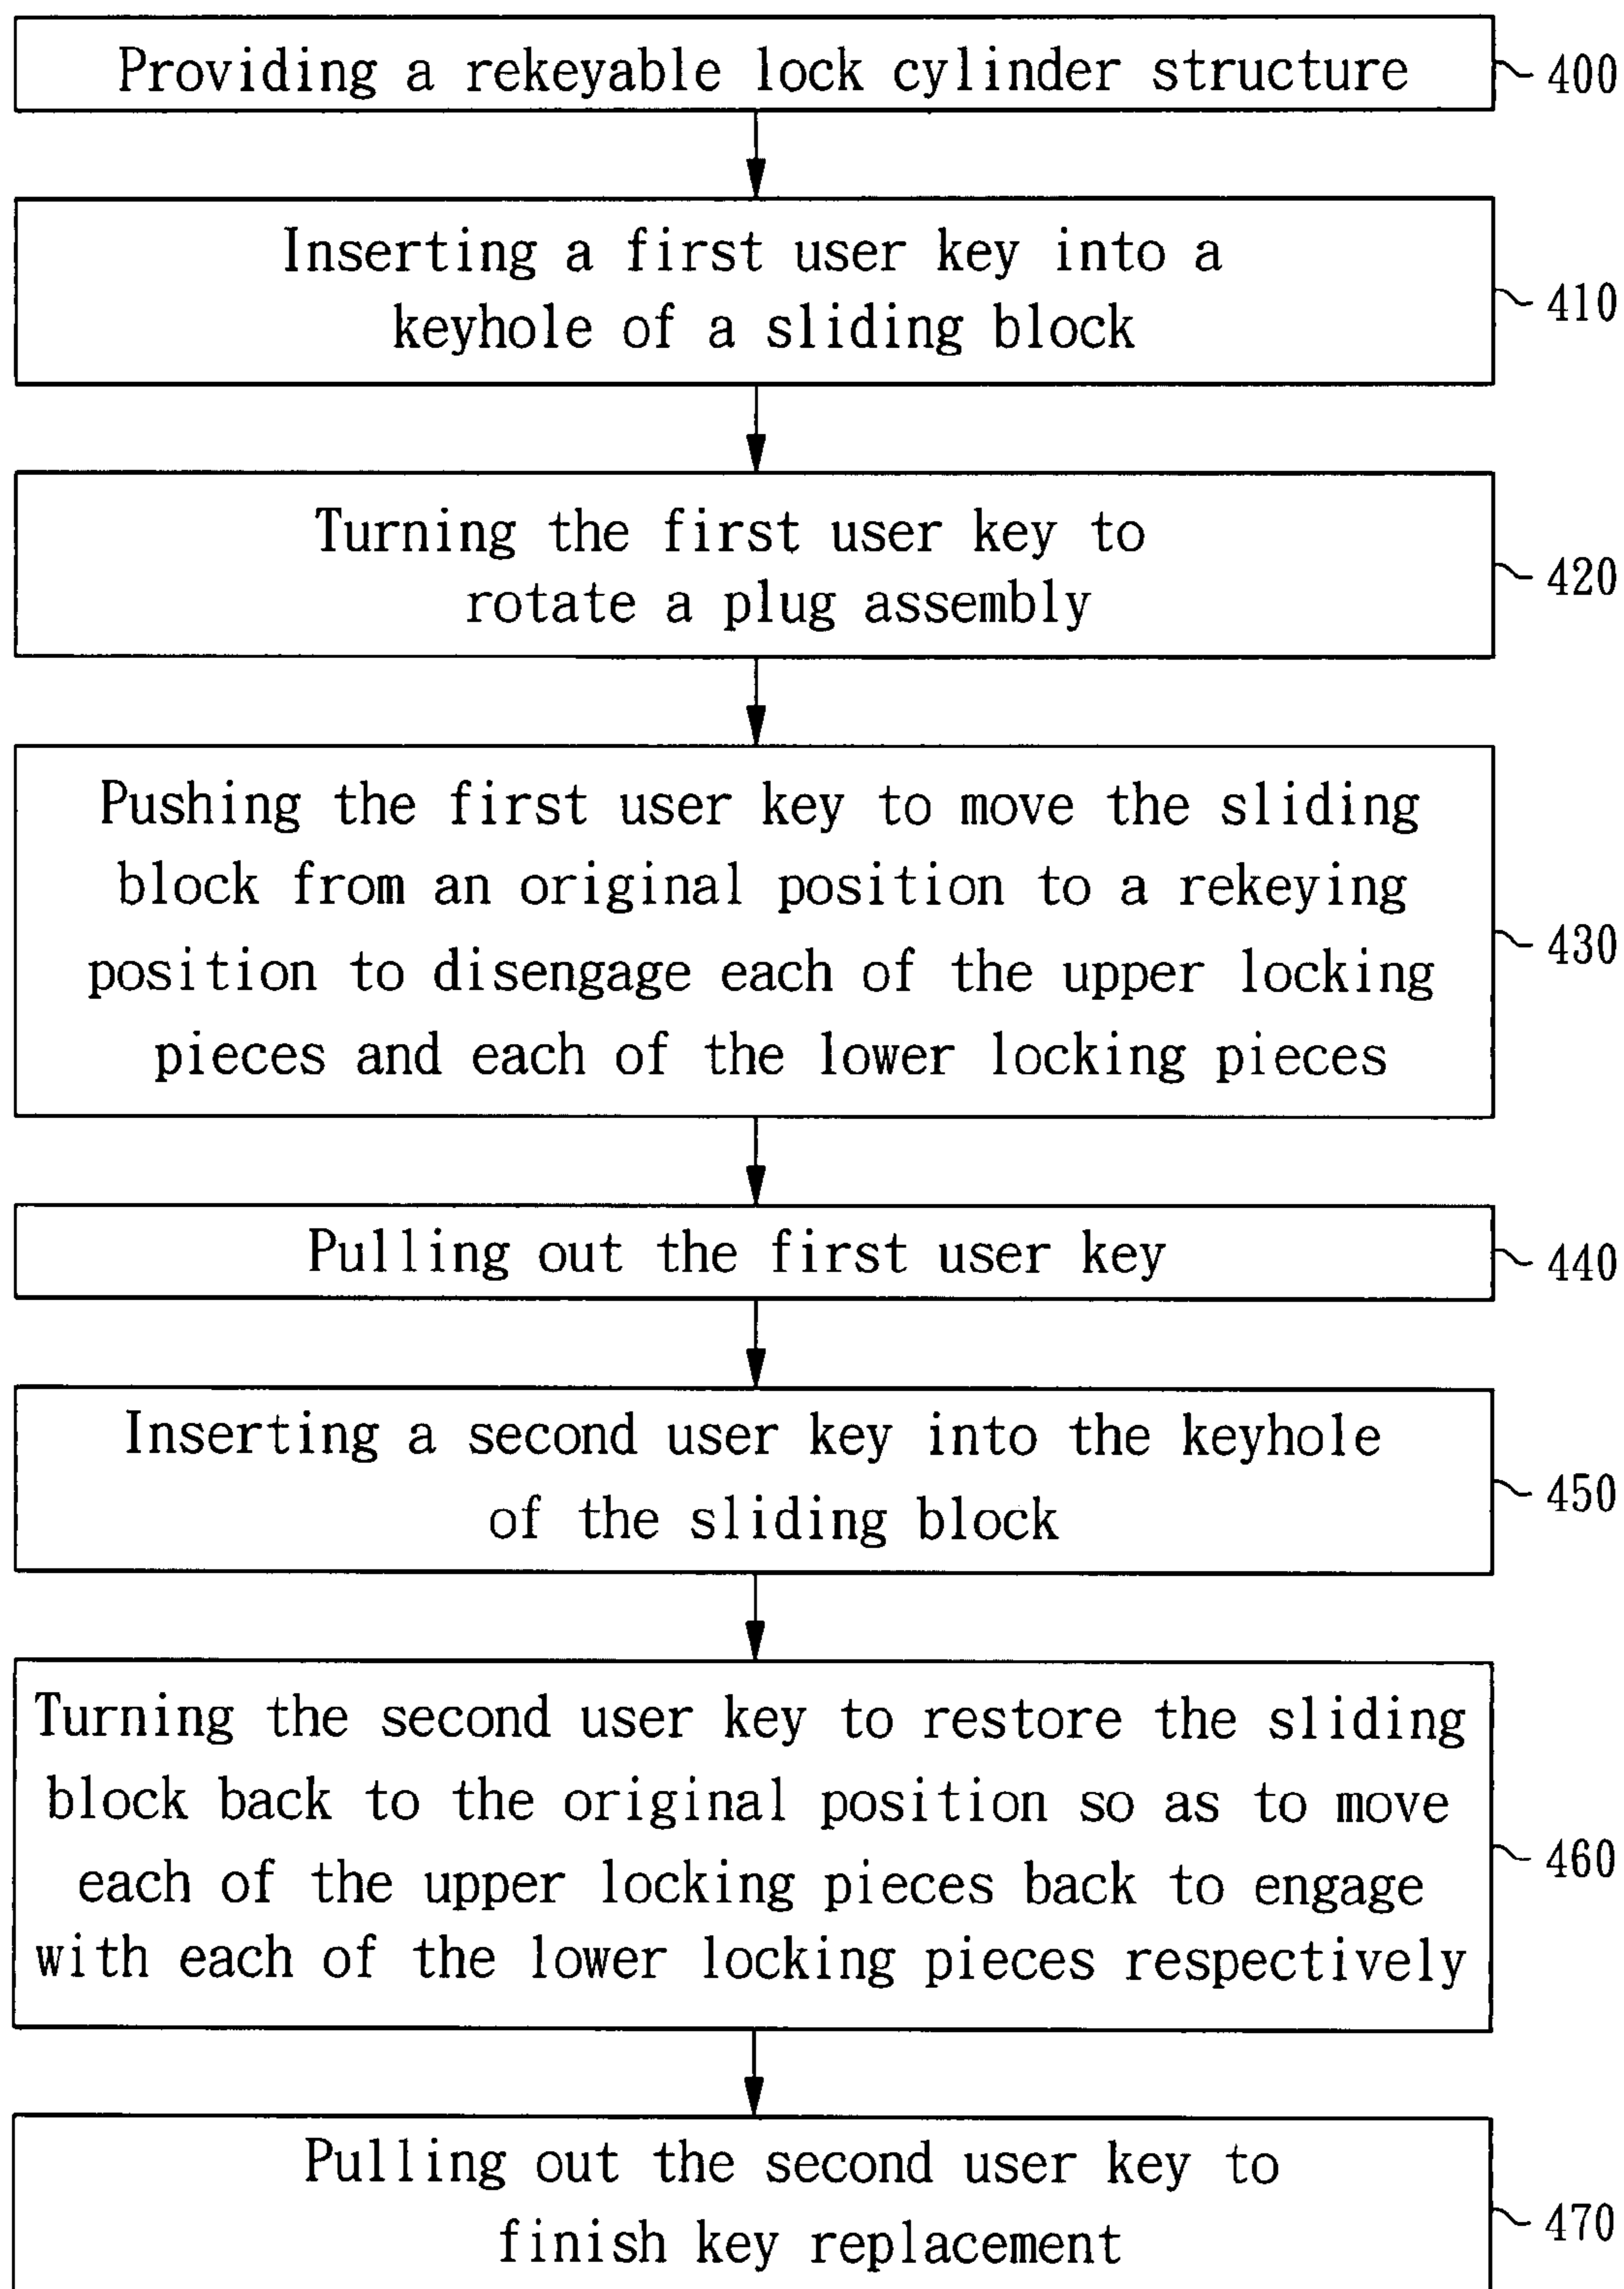 Providing a rekeyable lock cylinder structure
400
Inserting a first user key into a
keyhole of a sliding block
410
Turning the first user key to
rotate a plug assembly
420
Pushing the first user key to move the sliding
block from an original position to a rekeying
position to disengage each of the upper locking
pieces and each of the lower locking pieces
430
Pulling out the first user key
440
Inserting a second user key into the keyhole
of the sliding block
450
Turning the second user key to restore the sliding
block back to the original position so as to move
each of the upper locking pieces back to engage
with each of the lower locking pieces respectively
460
Pulling out the second user key to
finish key replacement
470